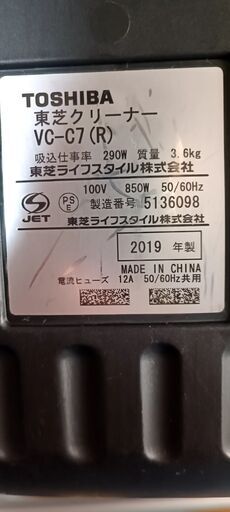 TOSHIBA
東芝クリーナー
VC-C7(R)
吸込仕事率 290W 質量 3.6kg
東芝ライフスタイル株式会社
100V 850W 50/60Hz
JET PSE 製造番号 5136098
2019 年製
MADE IN CHINA
電流ヒューズ 12A 50/60Hz共用
東芝ライフスタイル株式会社